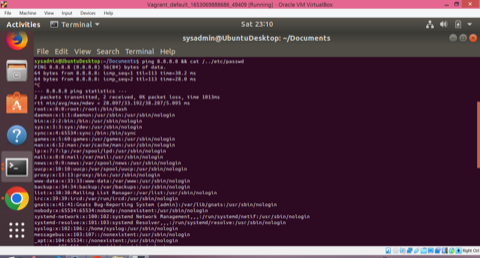 Vagrant_default_1653069888686_49409 [Running] - Oracle VM VirtualBox
File Machine View Input Devices Help
Activities Terminal Sat 23:10
sysadmin@UbuntuDesktop: ~/Documents
File Edit View Search Terminal Help
sysadmin@UbuntuDesktop:~/Documents$ ping 8.8.8.8 && cat /../etc/passwd
PING 8.8.8.8 (8.8.8.8) 56(84) bytes of data.
64 bytes from 8.8.8.8: icmp_seq=1 ttl=113 time=38.2 ms
64 bytes from 8.8.8.8: icmp_seq=2 ttl=113 time=28.0 ms
^C
--- 8.8.8.8 ping statistics ---
2 packets transmitted, 2 received, 0% packet loss, time 1013ms
rtt min/avg/max/mdev =
root:x:0:0:root:/root:/bin/bash
daemon:x:1:1:daemon:/usr/sbin:/usr/sbin/nologin
bin:x:2:2:bin:/bin:/usr/sbin/nologin
sys:x:3:3:sys:/dev:/usr/sbin/nologin
sync:x:4:65534:sync:/bin:/bin/sync
games:x:5:60:games:/usr/games:/usr/sbin/nologin
man:x:6:12:man:/var/cache/man:/usr/sbin/nologin
lp:x:7:7:lp:/var/spool/lpd:/usr/sbin/nologin
mail:x:8:8:mail:/var/mail:/usr/sbin/nologin
news:x:9:9:news:/var/spool/news:/usr/sbin/nologin
uucp:x:10:10:uucp:/var/spool/uucp:/usr/sbin/nologin
proxy:x:13:13:proxy:/bin:/usr/sbin/nologin
www-data:x:33:33:www-data:/var/www:/usr/sbin/nologin
backup:x:34:34:backup:/var/backups:/usr/sbin/nologin
list:x:38:38:Mailing List Manager:/var/list:/usr/sbin/nologin
irc:x:39:39:ircd:/var/run/ircd:/usr/sbin/nologin
gnats:x:41:41:Gnats Bug-Reporting System (admin):/var/lib/gnats:/usr/sbin/nologin
nobody:x:65534:65534:nobody:/nonexistent:/usr/sbin/nologin
systemd-network:x:100:102:systemd Network Management,,,:/run/systemd/netif:/usr/sbin/nologin
systemd-resolve:x:101:103:systemd Resolver,,,:/run/systemd/resolve:/usr/sbin/nologin
syslog:x:102:106::/home/syslog:/usr/sbin/nologin
messagebus:x:103:107::/nonexistent:/usr/sbin/nologin
_apt:x:104:65534::/nonexistent:/usr/sbin/nologin
Right Ctrl